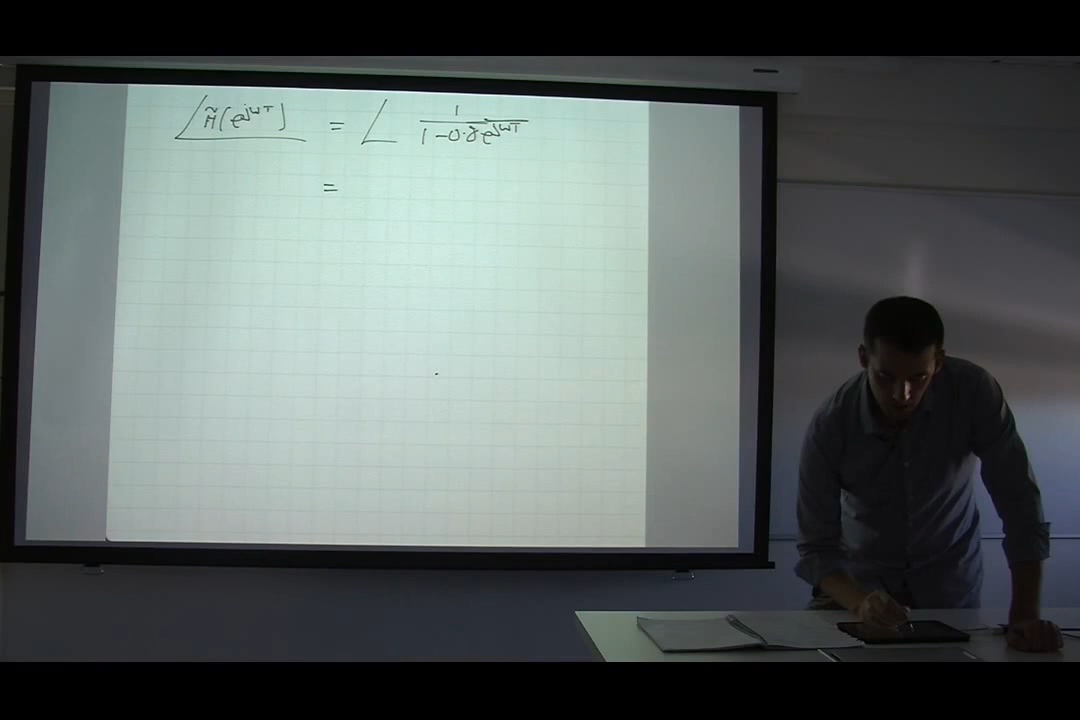 ∠H̃(e^jωT) = ∠ 1/(1-0.8e^jωT)
=